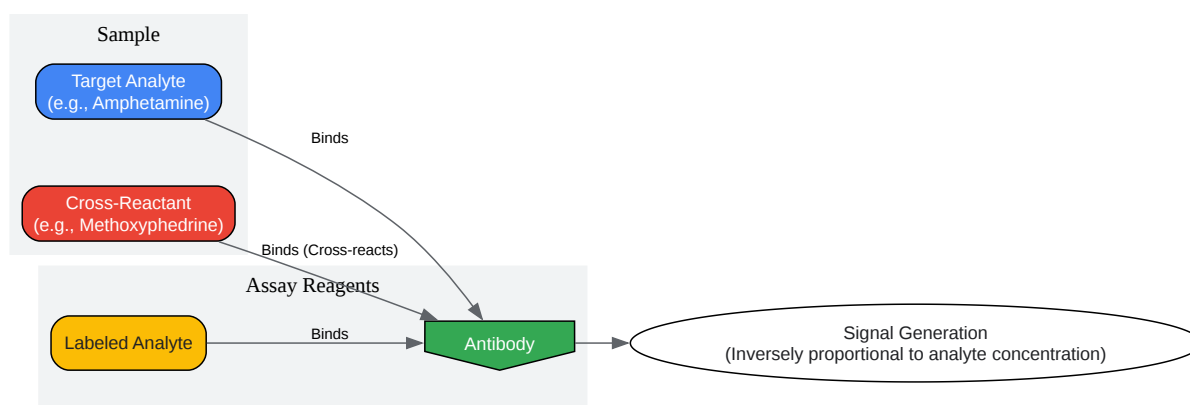 Sample
Target Analyte
(e.g., Amphetamine)
Binds
Cross-Reactant
(e.g., Methoxyphedrine)
Binds (Cross-reacts)
Assay Reagents
Labeled Analyte
Binds
Antibody
Signal Generation
(Inversely proportional to analyte concentration)